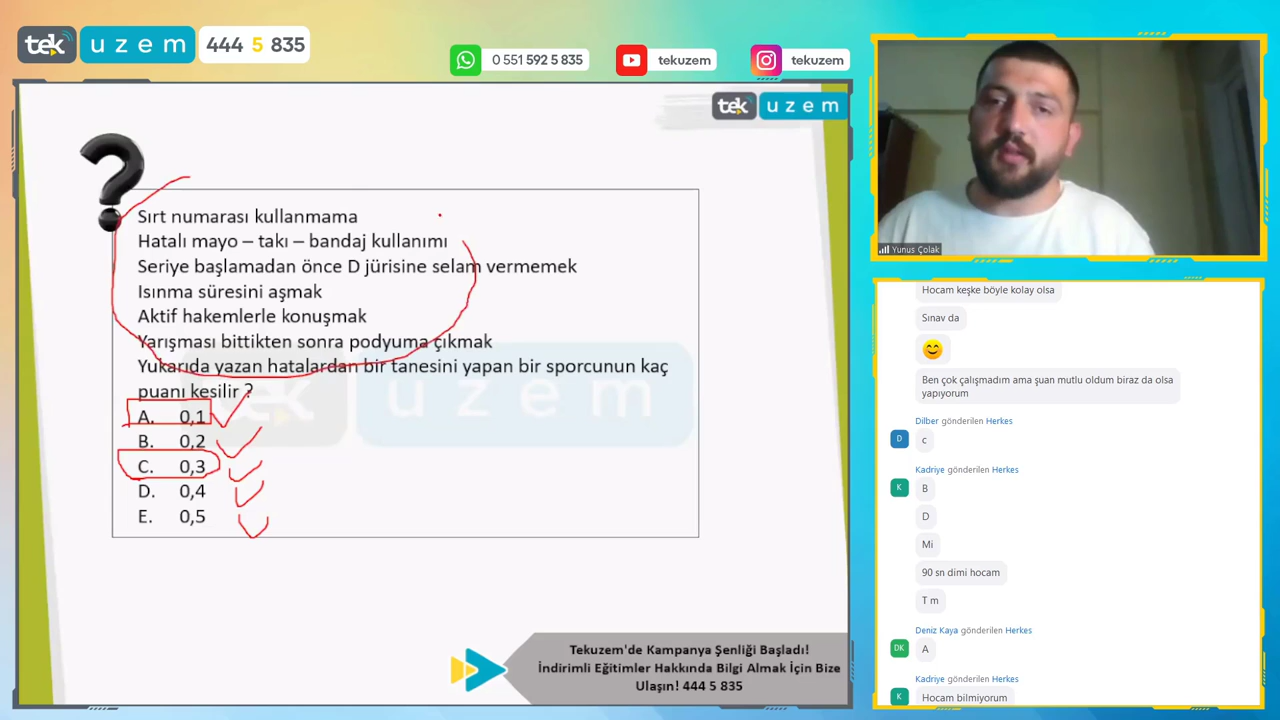 tek uzem 444 5 835
0 551 592 5 835
tekuzem
tekuzem
tek uzem
Sırt numarası kullanmama
Hatalı mayo – takı – bandaj kullanımı
Seriye başlamadan önce D jürisine selam vermemek
Isınma süresini aşmak
Aktif hakemlerle konuşmak
Yarışması bittikten sonra podyuma çıkmak
Yukarıda yazan hatalardan bir tanesini yapan bir sporcunun kaç
puanı kesilir ?
A. 0,1
B. 0,2
C. 0,3
D. 0,4
E. 0,5
tek uzem
Tekuzem'de Kampanya Şenliği Başladı!
İndirimli Eğitimler Hakkında Bilgi Almak İçin Bize
Ulaşın! 444 5 835
Yunus Çolak
Hocam keşke böyle kolay olsa
Sınav da
Ben çok çalışmadım ama şuan mutlu oldum biraz da olsa
yapıyorum
Dilber gönderilen Herkes
D
c
Kadriye gönderilen Herkes
K
B
D
Mi
90 sn dimi hocam
T m
Deniz Kaya gönderilen Herkes
DK
A
Kadriye gönderilen Herkes
K
Hocam bilmiyorum